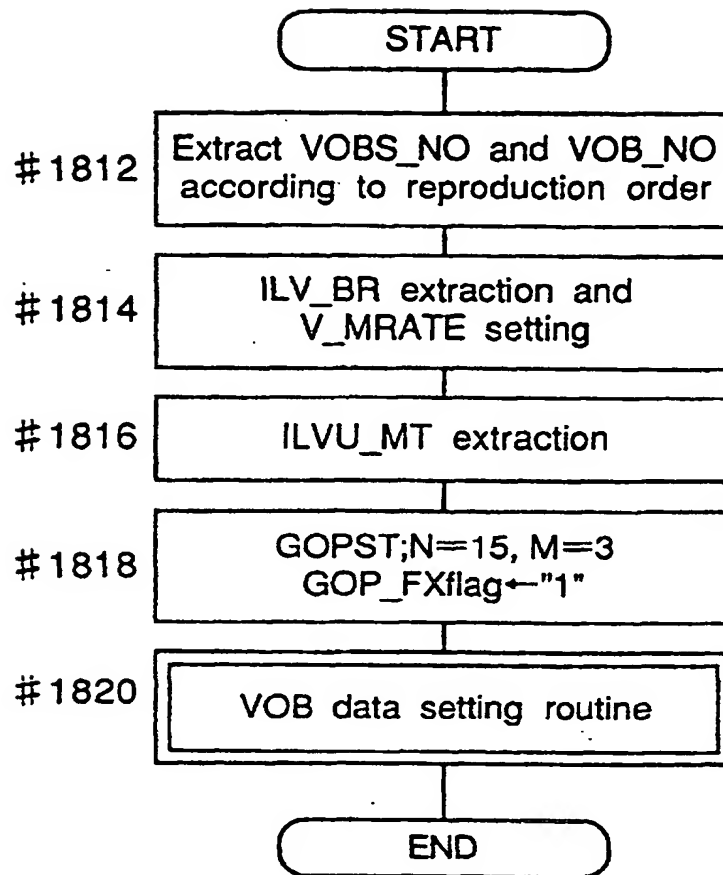 START
#1812
Extract VOBS_NO and VOB_NO
according to reproduction order
#1814
ILV_BR extraction and
V_MRATE setting
#1816
ILVU_MT extraction
#1818
GOPST;N=15, M=3
GOP_FXflag←"1"
#1820
VOB data setting routine
END